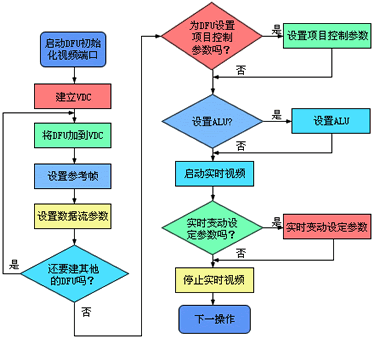 启动DFU初始
化视频端口
建立VDC
将DFU加到VDC
设置参考帧
设置数据流参数
还要建其他
的DFU吗?
是
否
为DFU设置
项目控制
参数吗?
是
设置项目控制参数
否
设置ALU?
是
设置ALU
否
启动实时视频
实时变动设
定参数吗?
是
实时变动设定参数
否
停止实时视频
下一操作